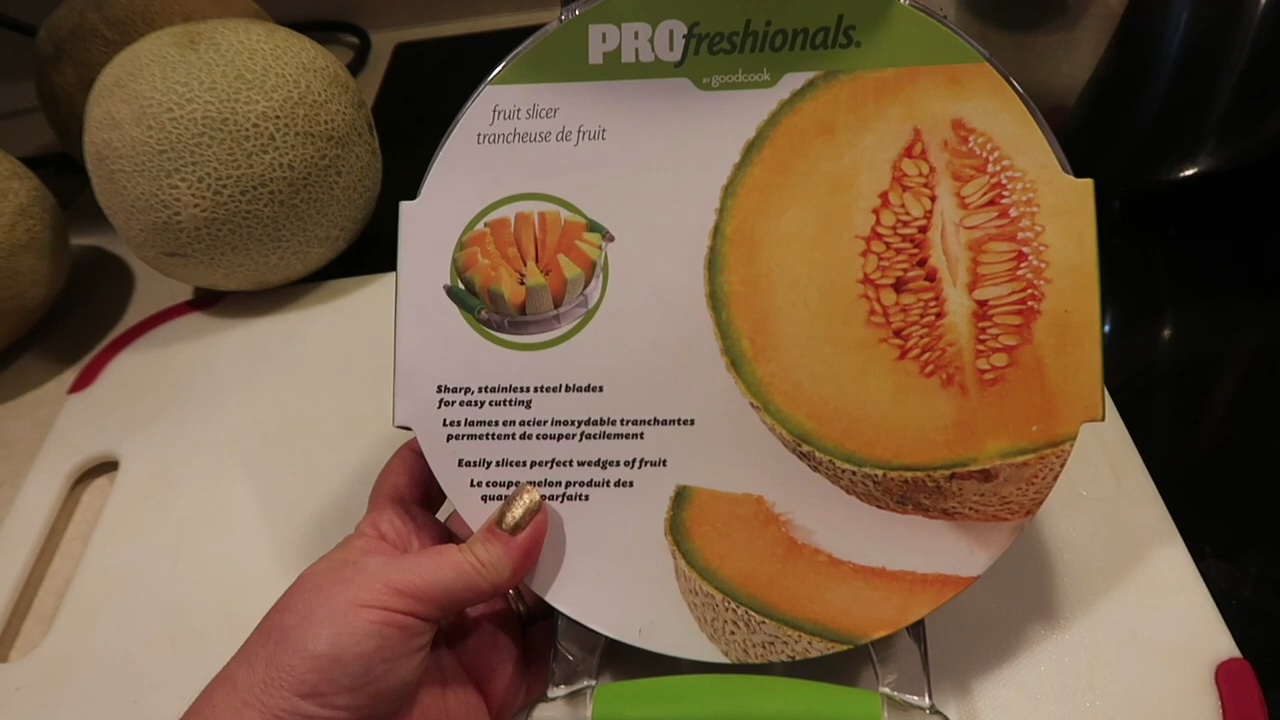 PROfreshionals.
BY goodcook
fruit slicer
trancheuse de fruit
Sharp, stainless steel blades
for easy cutting
Les lames en acier inoxydable tranchantes
permettent de couper facilement
Easily slices perfect wedges of fruit
Le coupe-melon produit des
parfaits